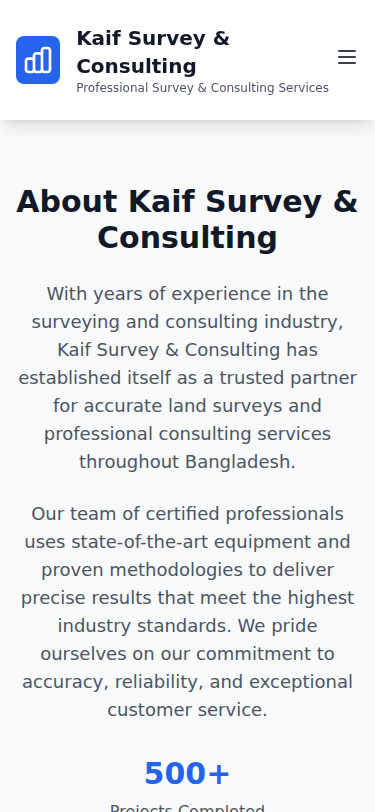 Kaif Survey &
Consulting
Professional Survey & Consulting Services
About Kaif Survey &
Consulting
With years of experience in the
surveying and consulting industry,
Kaif Survey & Consulting has
established itself as a trusted partner
for accurate land surveys and
professional consulting services
throughout Bangladesh.
Our team of certified professionals
uses state-of-the-art equipment and
proven methodologies to deliver
precise results that meet the highest
industry standards. We pride
ourselves on our commitment to
accuracy, reliability, and exceptional
customer service.
500+
Projects Completed